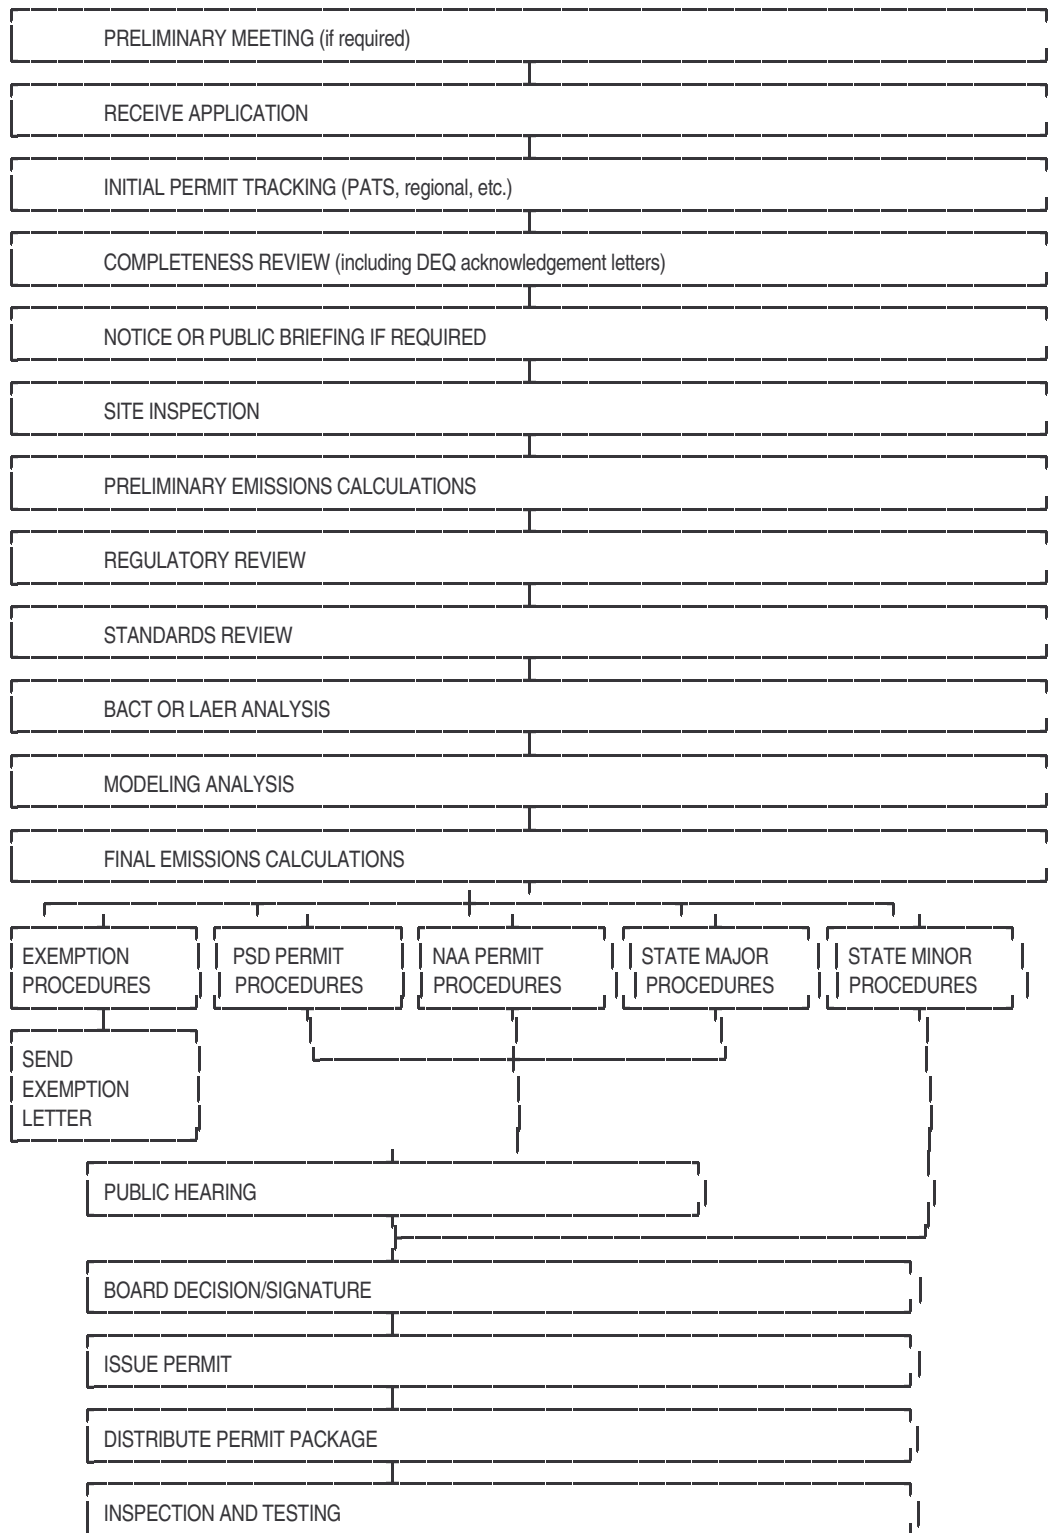 PRELIMINARY MEETING (if required)
RECEIVE APPLICATION
INITIAL PERMIT TRACKING (PATS, regional, etc.)
COMPLETENESS REVIEW (including DEQ acknowledgement letters)
NOTICE OR PUBLIC BRIEFING IF REQUIRED
SITE INSPECTION
PRELIMINARY EMISSIONS CALCULATIONS
REGULATORY REVIEW
STANDARDS REVIEW
BACT OR LAER ANALYSIS
MODELING ANALYSIS
FINAL EMISSIONS CALCULATIONS
EXEMPTION
PROCEDURES
PSD PERMIT
PROCEDURES
NAA PERMIT
PROCEDURES
STATE MAJOR
PROCEDURES
STATE MINOR
PROCEDURES
SEND
EXEMPTION
LETTER
PUBLIC HEARING
BOARD DECISION/SIGNATURE
ISSUE PERMIT
DISTRIBUTE PERMIT PACKAGE
INSPECTION AND TESTING